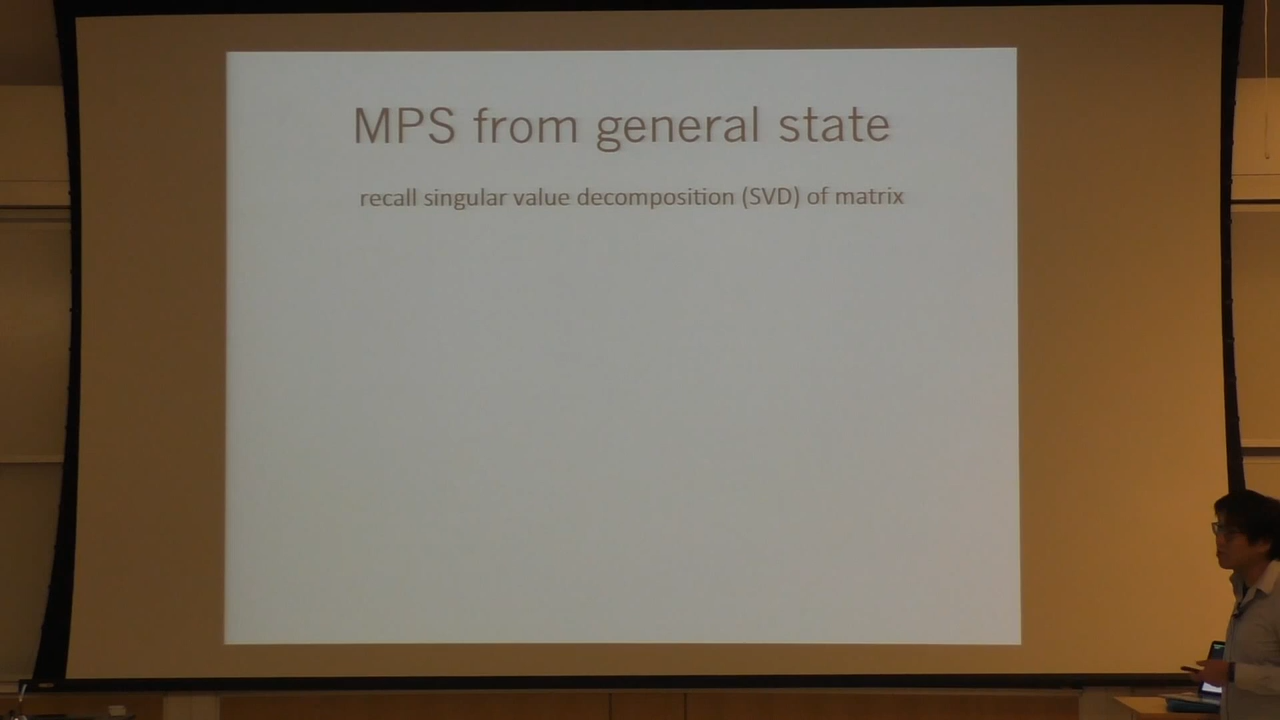 MPS from general state
recall singular value decomposition (SVD) of matrix